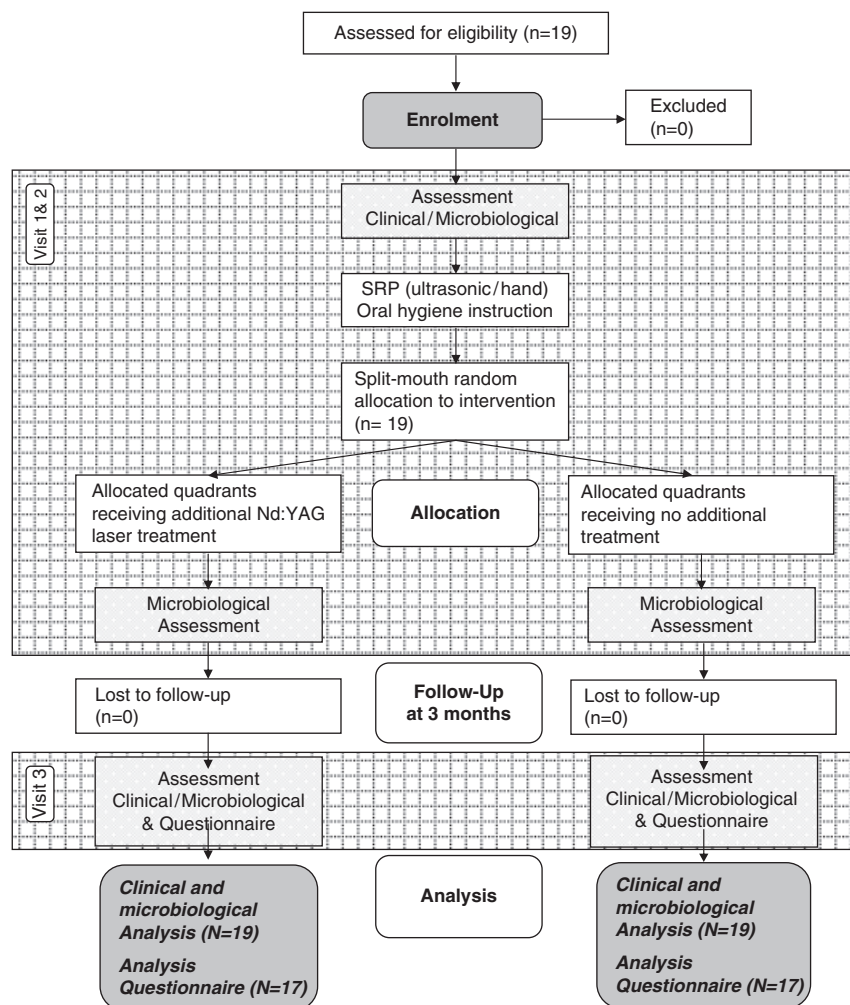 Assessed for eligibility (n=19)
Enrolment
Excluded
(n=0)
Visit 1& 2
Assessment
Clinical/Microbiological
SRP (ultrasonic/hand)
Oral hygiene instruction
Split-mouth random
allocation to intervention
(n= 19)
Allocated quadrants
receiving additional Nd:YAG
laser treatment
Allocation
Allocated quadrants
receiving no additional
treatment
Microbiological
Assessment
Microbiological
Assessment
Lost to follow-up
(n=0)
Follow-Up
at 3 months
Lost to follow-up
(n=0)
Visit 3
Assessment
Clinical/Microbiological
& Questionnaire
Assessment
Clinical/Microbiological
& Questionnaire
Clinical and
microbiological
Analysis (N=19)
Analysis
Questionnaire (N=17)
Analysis
Clinical and
microbiological
Analysis (N=19)
Analysis
Questionnaire (N=17)